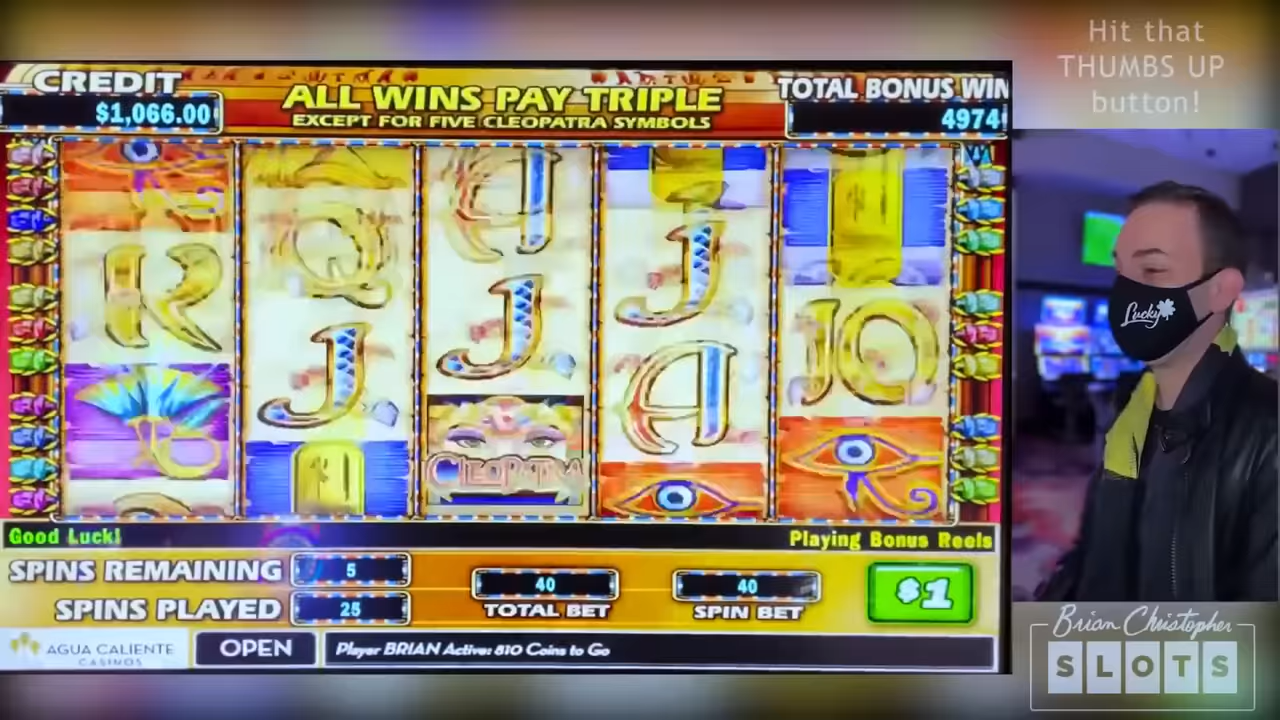 Hit that
THUMBS UP
button!
CREDIT
$1,066.00
ALL WINS PAY TRIPLE
EXCEPT FOR FIVE CLEOPATRA SYMBOLS
TOTAL BONUS WIN
4974
A
Q
J
R
J
J
A
10
CLEOPATRA
Good Luck!
Playing Bonus Reels
SPINS REMAINING
5
40
40
$1
TOTAL BET
SPIN BET
SPINS PLAYED
25
AGUA CALIENTE
CASINOS
OPEN
Player BRIAN Active: 810 Coins to Go
Lucky
Brian Christopher
SLOTS